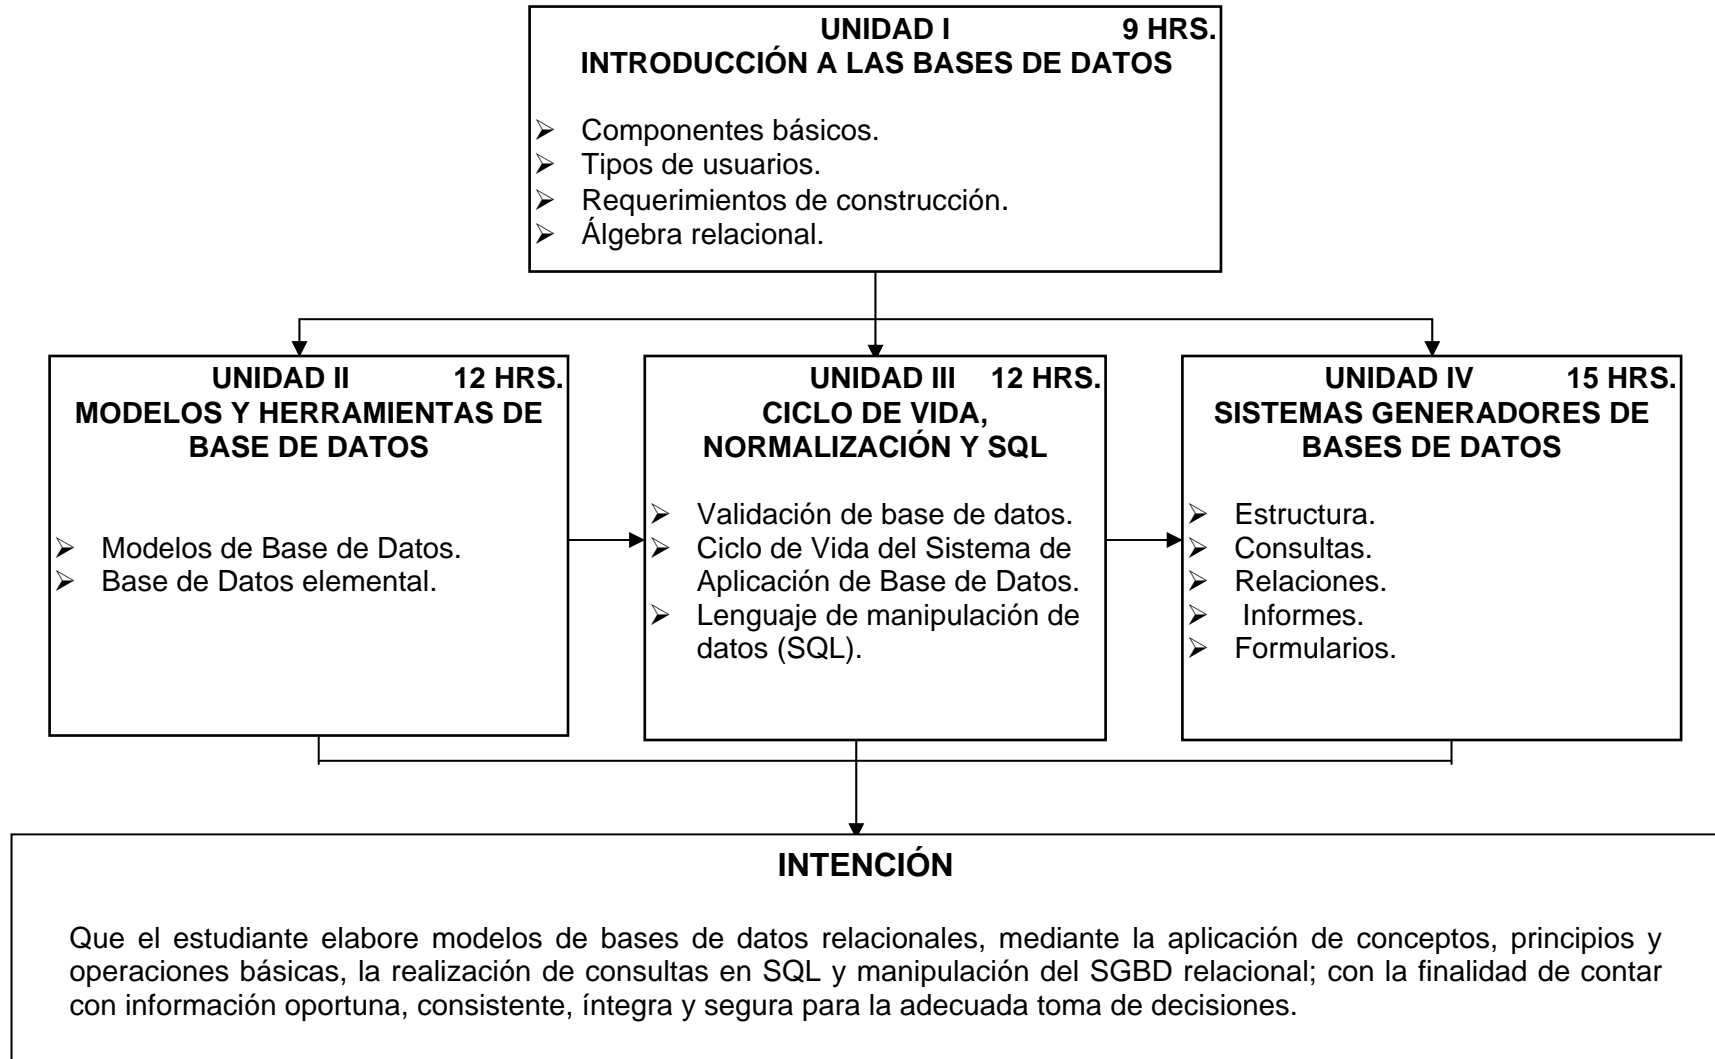 UNIDAD I 9 HRS.
INTRODUCCIÓN A LAS BASES DE DATOS
➢ Componentes básicos.
➢ Tipos de usuarios.
➢ Requerimientos de construcción.
➢ Álgebra relacional.
UNIDAD II 12 HRS.
MODELOS Y HERRAMIENTAS DE
BASE DE DATOS
➢ Modelos de Base de Datos.
➢ Base de Datos elemental.
UNIDAD III 12 HRS.
CICLO DE VIDA,
NORMALIZACIÓN Y SQL
➢ Validación de base de datos.
➢ Ciclo de Vida del Sistema de
Aplicación de Base de Datos.
➢ Lenguaje de manipulación de
datos (SQL).
UNIDAD IV 15 HRS.
SISTEMAS GENERADORES DE
BASES DE DATOS
➢ Estructura.
➢ Consultas.
➢ Relaciones.
➢ Informes.
➢ Formularios.
INTENCIÓN
Que el estudiante elabore modelos de bases de datos relacionales, mediante la aplicación de conceptos, principios y
operaciones básicas, la realización de consultas en SQL y manipulación del SGBD relacional; con la finalidad de contar
con información oportuna, consistente, íntegra y segura para la adecuada toma de decisiones.